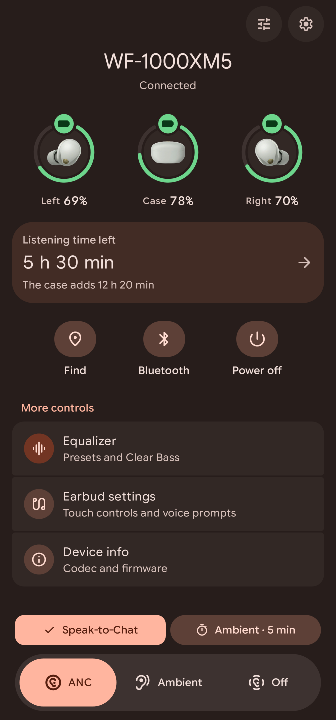 WF-1000XM5
Connected
Left 69%
Case 78%
Right 70%
Listening time left
5 h 30 min
The case adds 12 h 20 min
Find
Bluetooth
Power off
More controls
Equalizer
Presets and Clear Bass
Earbud settings
Touch controls and voice prompts
Device info
Codec and firmware
Speak-to-Chat
Ambient · 5 min
ANC
Ambient
Off